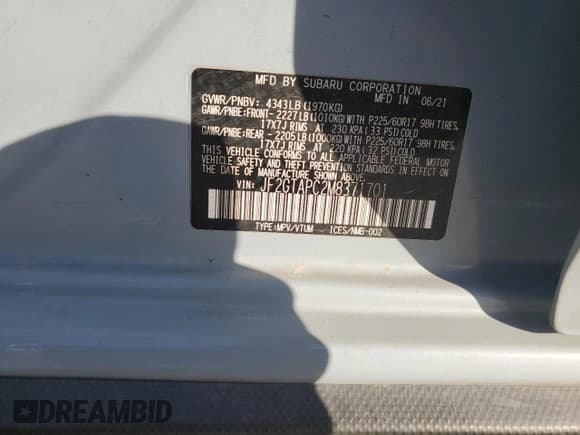 MFD BY SUBARU CORPORATION
IN JAPAN 06/21
GVWR/PNBV: 4343LB(1970KG)
GAWR/PNBE:FRONT- 2227LB(1010KG)WITH P225/60R17 98H TIRES,
17X7J RIMS AT 230 KPA(33 PSI)COLD
GAWR/PNBE:REAR -2205LB(1000KG)WITH P225/60R17 98H TIRES,
17X7J RIMS AT 220 KPA(32 PSI)COLD
THIS VEHICLE CONFORMS TO ALL APPLICABLE FEDERAL MOTOR
VEHICLE SAFETY AND BUMPER STANDARDS IN EFFECT ON
THE DATE OF MANUFACTURE SHOWN ABOVE.
VIN: JF2GTAPC2M8371701
TYPE:MPV/VTUM ICES/NMB-002
DREAMBID